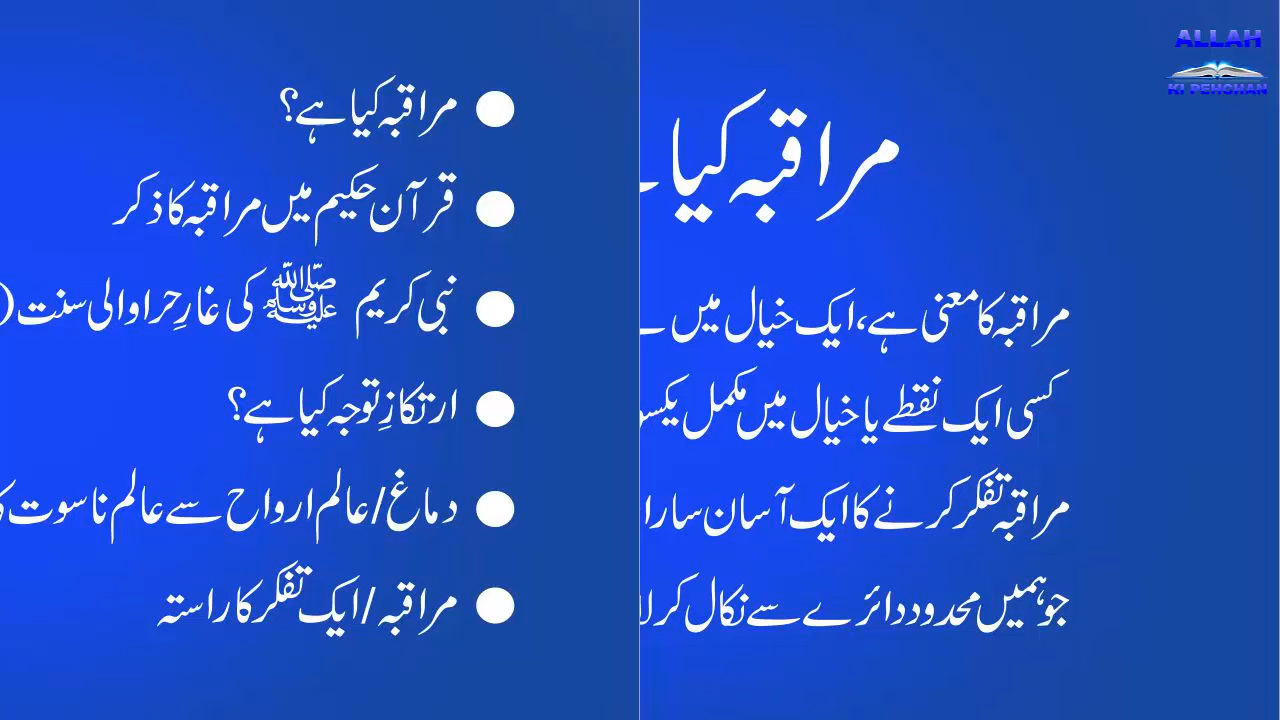 ALLAH
KI PEHCHAN
مراقبہ کیا
مراقبہ کا معنی ہے، ایک خیال میں
کسی ایک نقطے یا خیال میں مکمل
مراقبہ تفکر کرنے کا ایک آسان سا
جو ہمیں محدود دائرے سے نکال کر
● مراقبہ کیا ہے؟
● قرآن حکیم میں مراقبہ کا ذکر
● نبی کریم ﷺ کی غارِ حرا والی سنت
● ارتکازِ توجہ کیا ہے؟
● دماغ/عالم ارواح سے عالم ناسوت
● مراقبہ/ایک تفکر کا راستہ